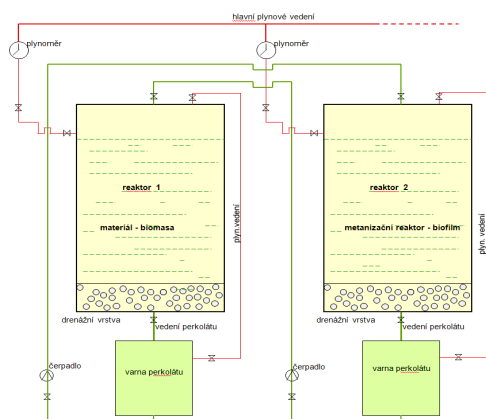 hlavní plynové vedení
plynoměr
plynoměr
reaktor 1
reaktor 2
materiál - biomasa
metanizační reaktor - biofilm
plyn.vedení
plyn. vedení
drenážní vrstva
vedení perkolátu
drenážní vrstva
vedení perkolátu
čerpadlo
varna perkolátu
čerpadlo
varna perkolátu